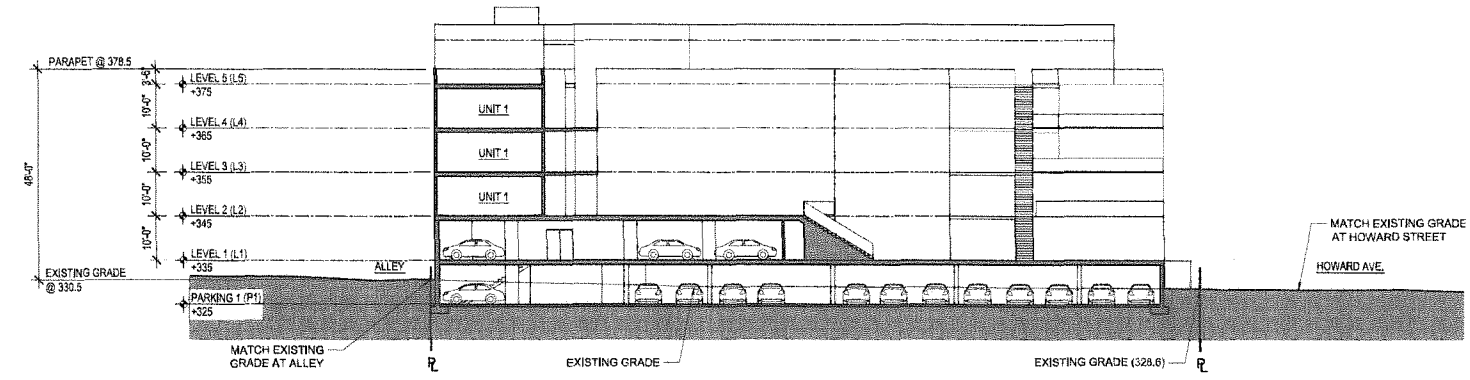 PARAPET @ 378.5
3'-6"
LEVEL 5 (L5)
+375
10'-0"
UNIT 1
LEVEL 4 (L4)
+365
10'-0"
UNIT 1
48'-0"
LEVEL 3 (L3)
+355
10'-0"
UNIT 1
LEVEL 2 (L2)
+345
10'-0"
MATCH EXISTING GRADE
AT HOWARD STREET
LEVEL 1 (L1)
+335
ALLEY
HOWARD AVE.
EXISTING GRADE
@ 330.5
PARKING 1 (P1)
+325
MATCH EXISTING
GRADE AT ALLEY
PL
EXISTING GRADE
EXISTING GRADE (328.6)
PL